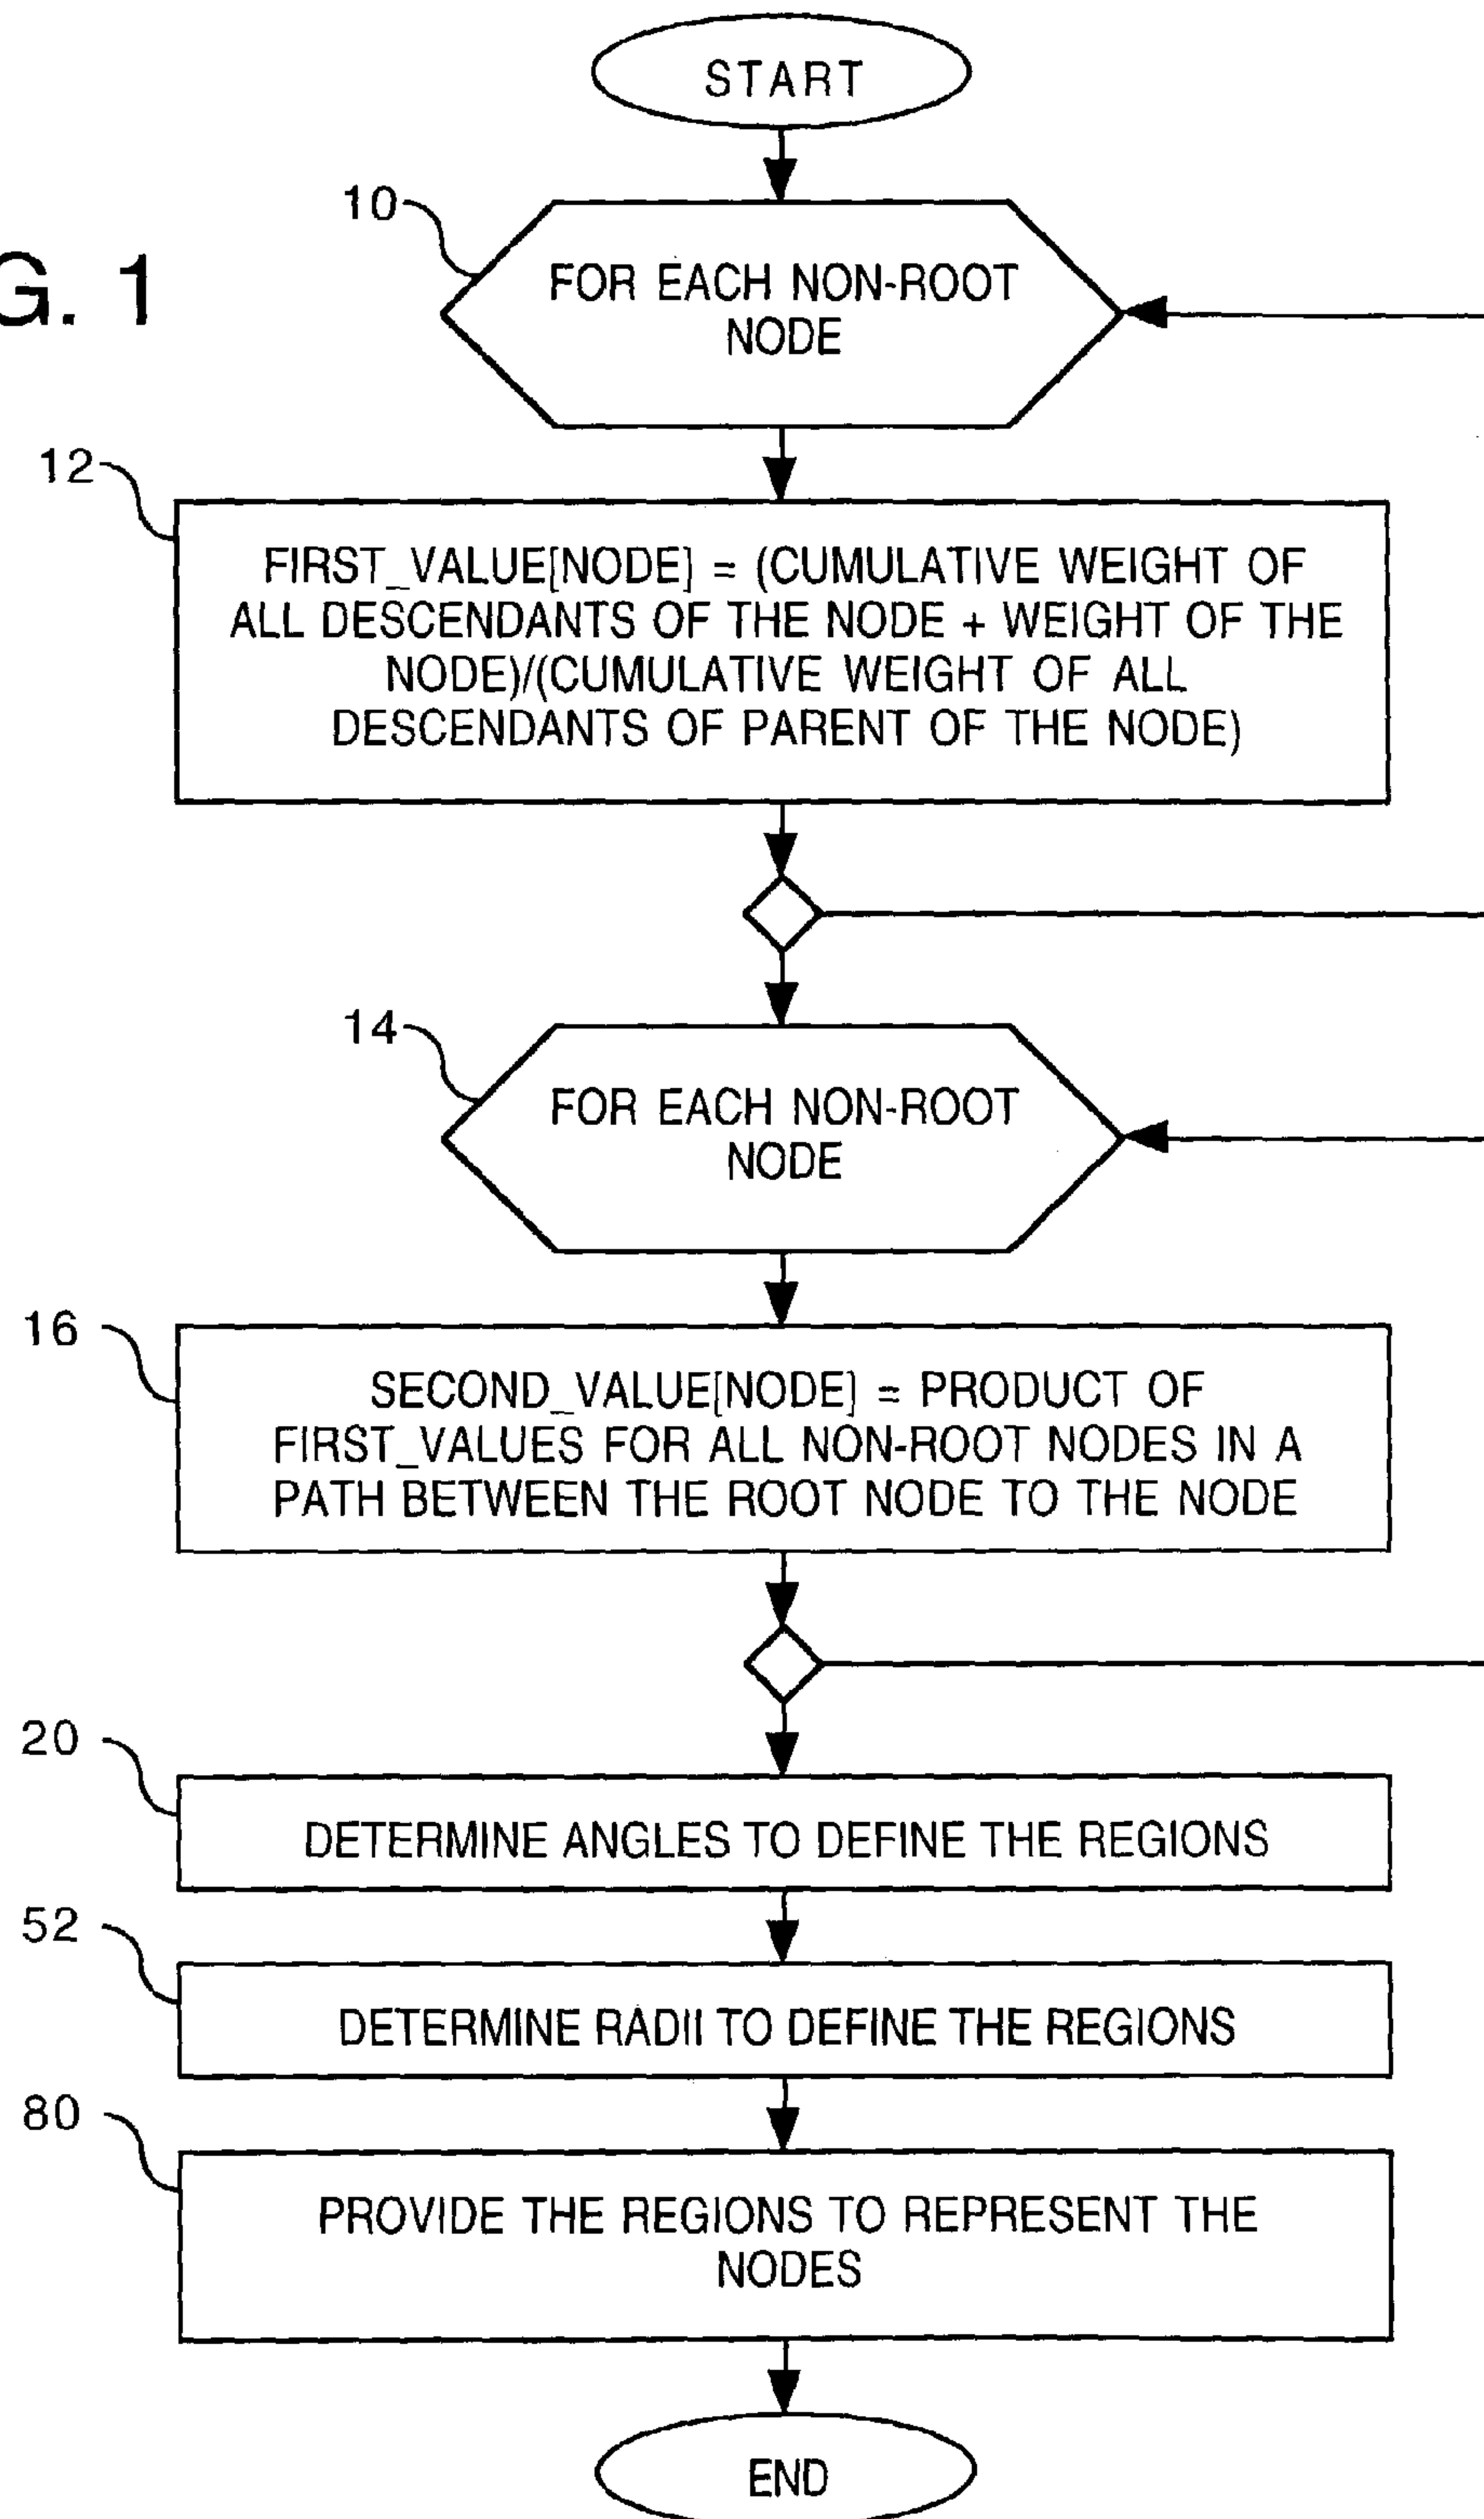 START
10
G. 1
FOR EACH NON-ROOT
NODE
12
FIRST_VALUE[NODE] = (CUMULATIVE WEIGHT OF
ALL DESCENDANTS OF THE NODE + WEIGHT OF THE
NODE)/(CUMULATIVE WEIGHT OF ALL
DESCENDANTS OF PARENT OF THE NODE)
14
FOR EACH NON-ROOT
NODE
16
SECOND_VALUE[NODE] = PRODUCT OF
FIRST_VALUES FOR ALL NON-ROOT NODES IN A
PATH BETWEEN THE ROOT NODE TO THE NODE
20
DETERMINE ANGLES TO DEFINE THE REGIONS
52
DETERMINE RADII TO DEFINE THE REGIONS
80
PROVIDE THE REGIONS TO REPRESENT THE
NODES
END